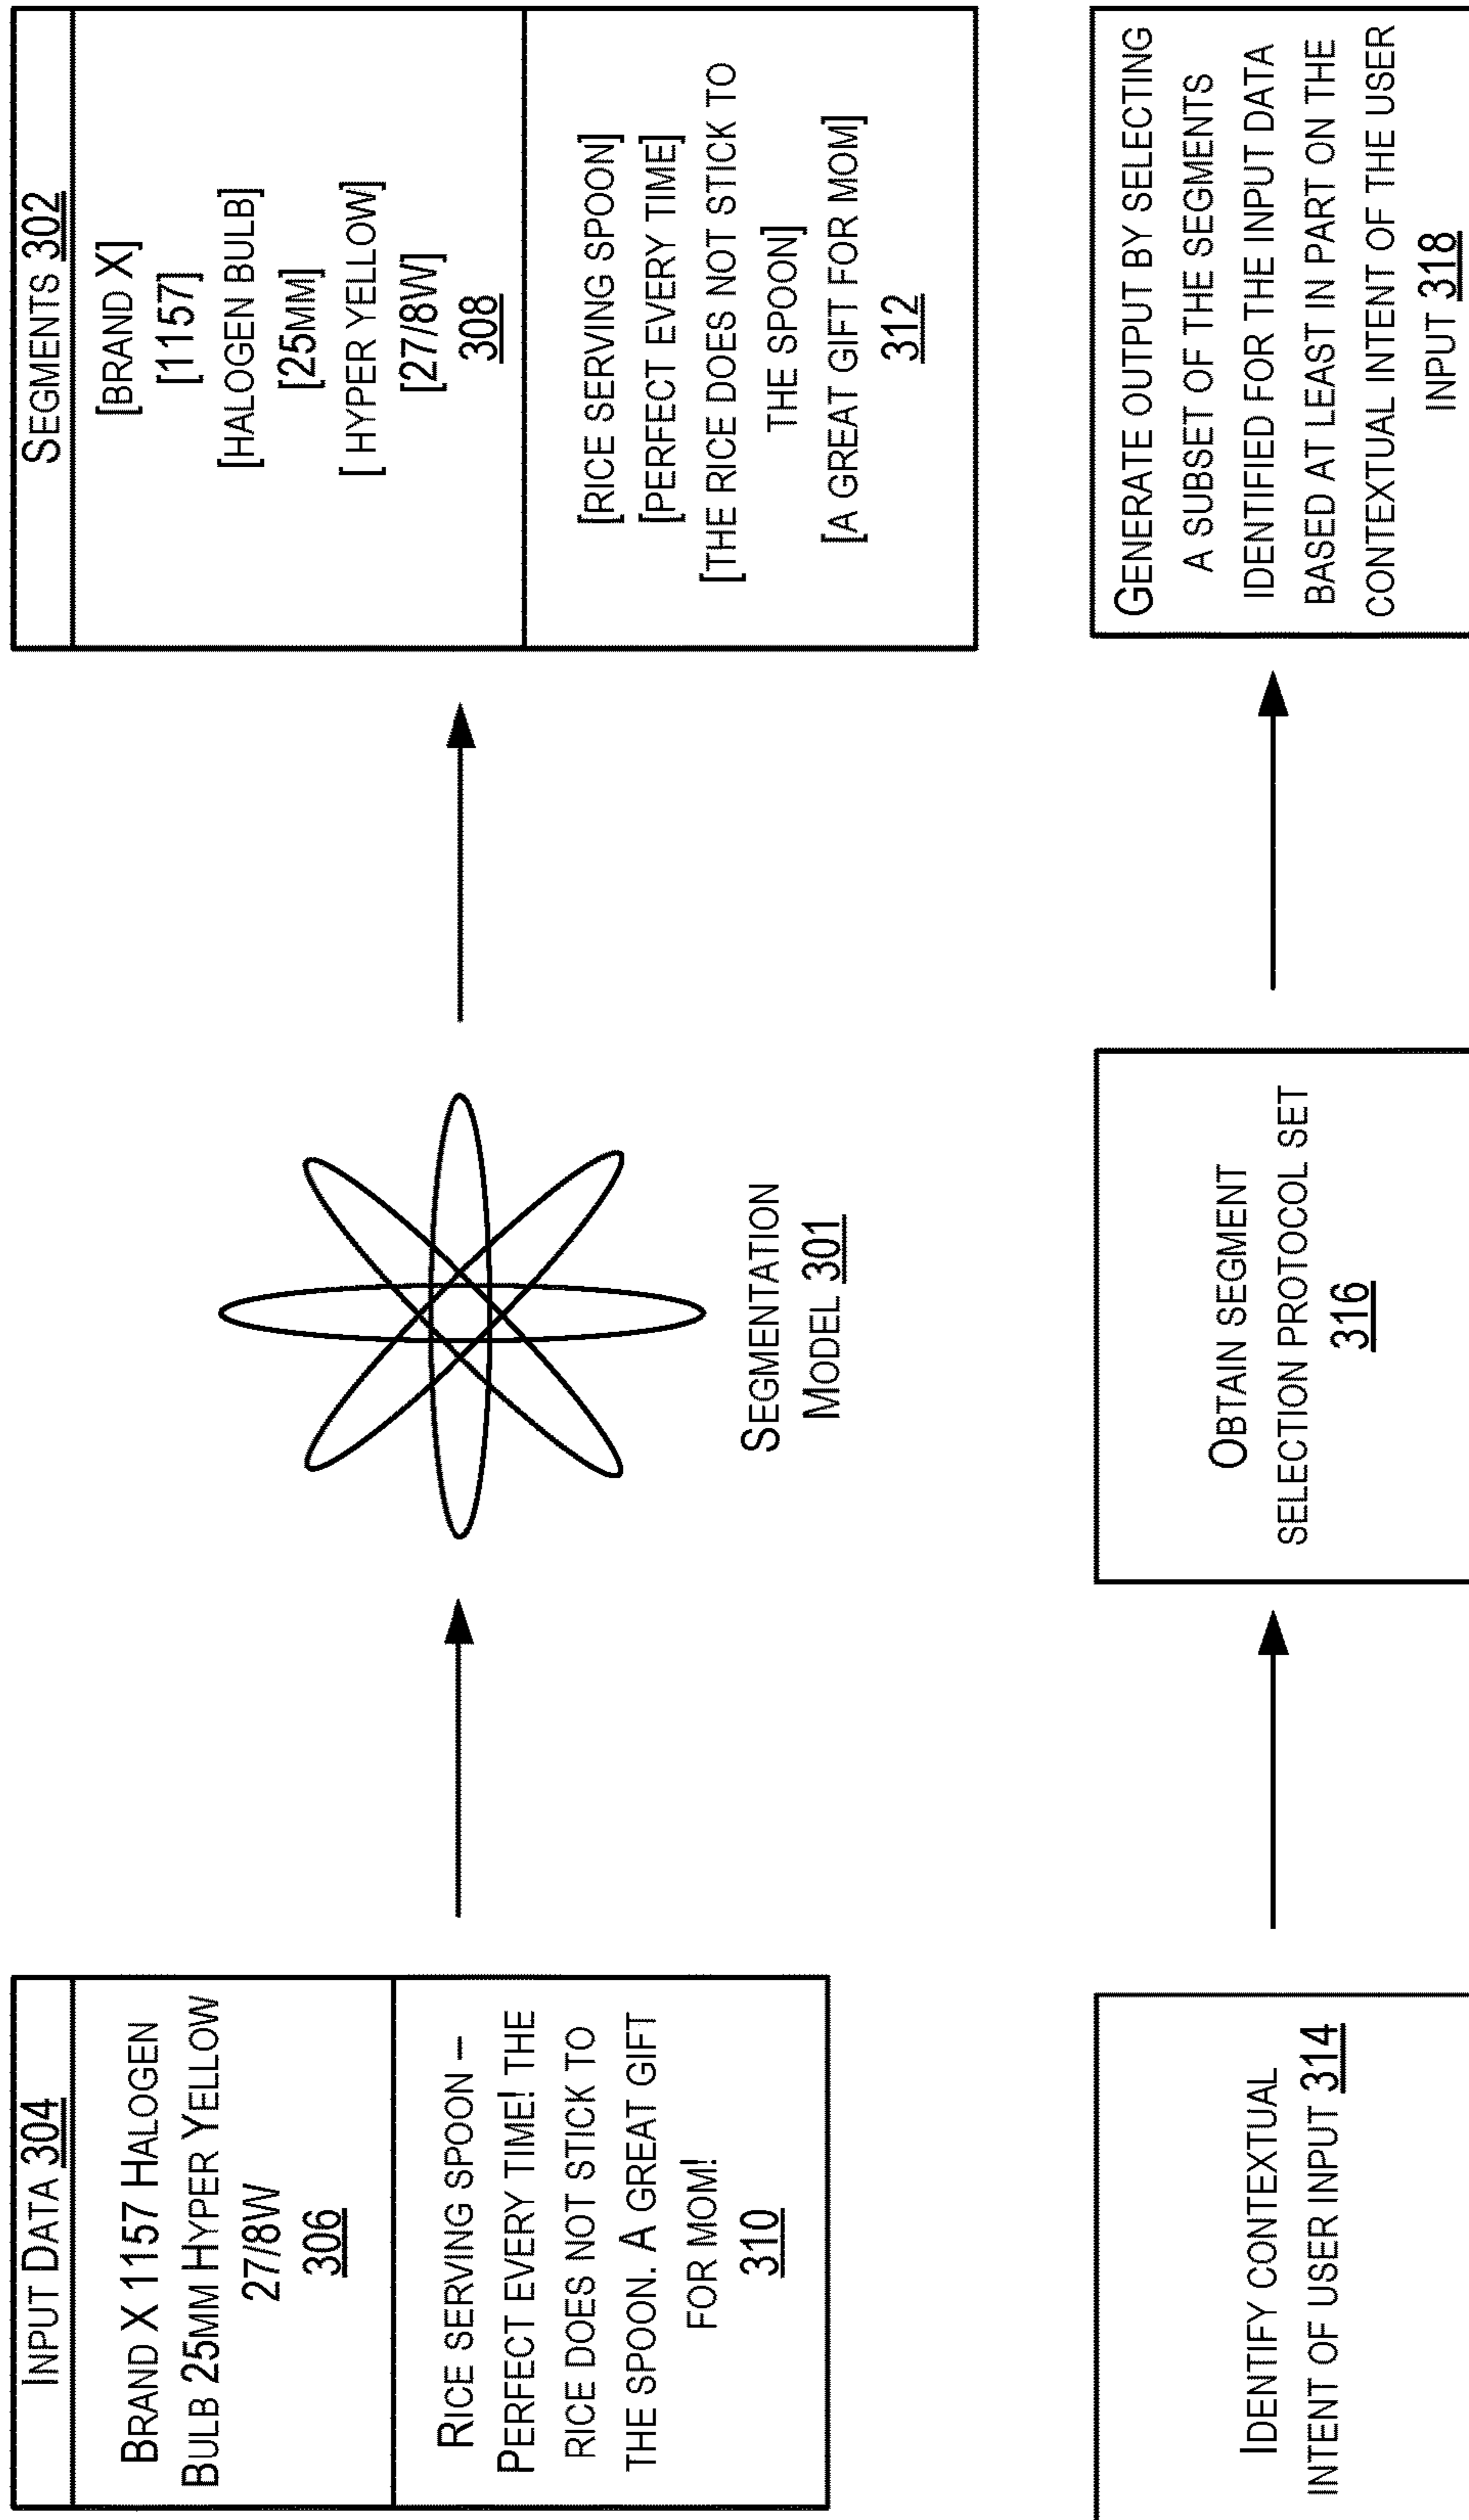 INPUT DATA 304
BRAND X 1157 HALOGEN
BULB 25MM HYPER YELLOW
27/8W
306
RICE SERVING SPOON –
PERFECT EVERY TIME! THE
RICE DOES NOT STICK TO
THE SPOON. A GREAT GIFT
FOR MOM!
310
SEGMENTATION
MODEL 301
SEGMENTS 302
[BRAND X]
[1157]
[HALOGEN BULB]
[25MM]
[ HYPER YELLOW]
[27/8W]
308
[RICE SERVING SPOON]
[PERFECT EVERY TIME]
[THE RICE DOES NOT STICK TO
THE SPOON]
[A GREAT GIFT FOR MOM]
312
IDENTIFY CONTEXTUAL
INTENT OF USER INPUT 314
OBTAIN SEGMENT
SELECTION PROTOCOL SET
316
GENERATE OUTPUT BY SELECTING
A SUBSET OF THE SEGMENTS
IDENTIFIED FOR THE INPUT DATA
BASED AT LEAST IN PART ON THE
CONTEXTUAL INTENT OF THE USER
INPUT 318